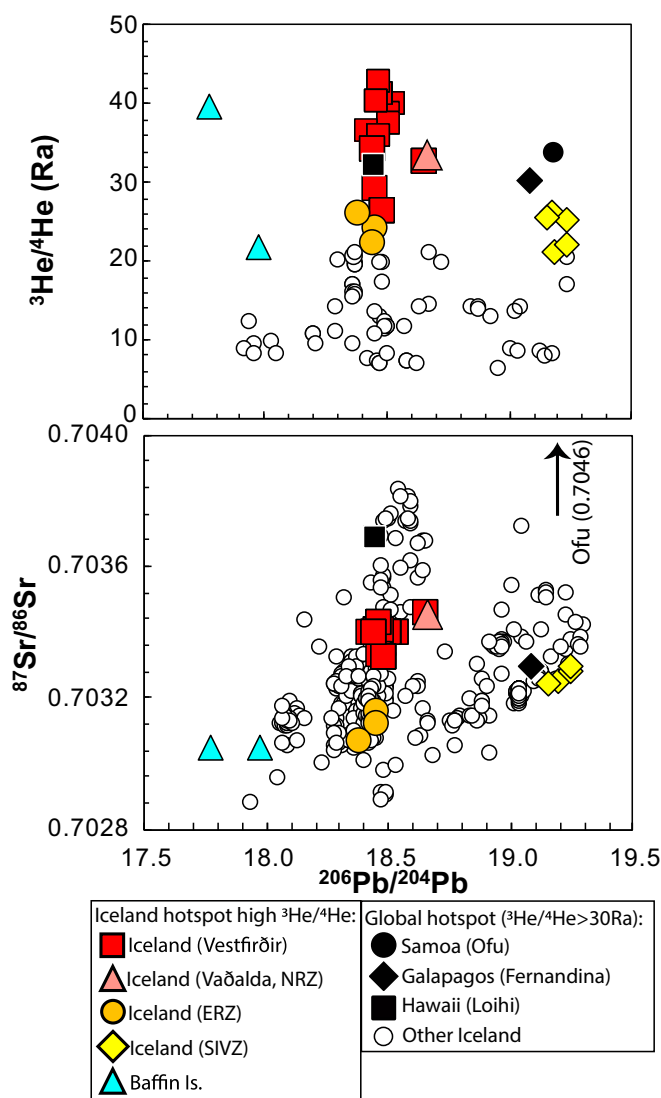 50
40
30
20
10
0
³He/⁴He (Ra)
0.7040
0.7036
0.7032
0.7028
⁸⁷Sr/⁸⁶Sr
Ofu (0.7046)
17.5 18.0 18.5 19.0 19.5
²⁰⁶Pb/²⁰⁴Pb
Iceland hotspot high ³He/⁴He:
Iceland (Vestfirðir)
Iceland (Vaðalda, NRZ)
Iceland (ERZ)
Iceland (SIVZ)
Baffin Is.
Global hotspot (³He/⁴He>30Ra):
Samoa (Ofu)
Galapagos (Fernandina)
Hawaii (Loihi)
Other Iceland